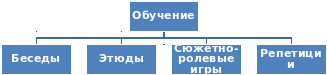 Обучение
Беседы
Этюды
Сюжетно-
ролевые
игры
Репетици
и